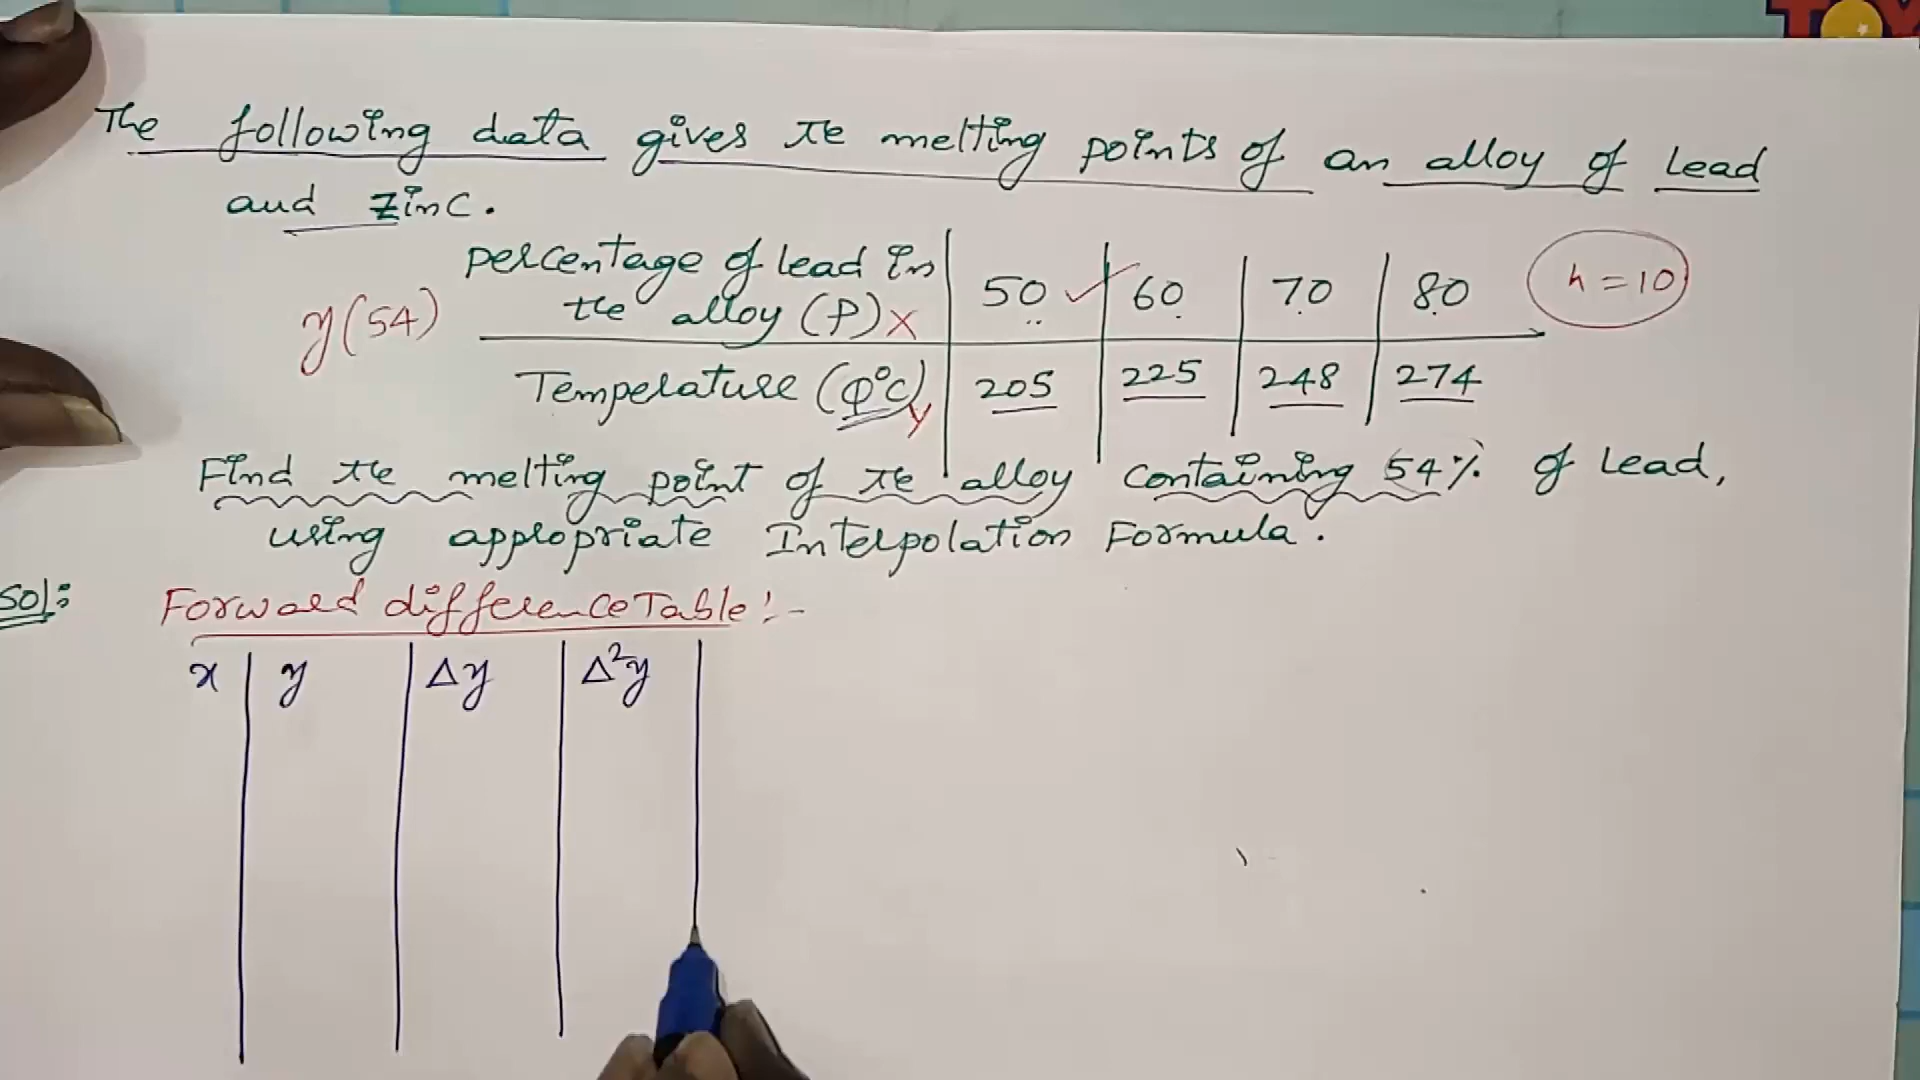 The following data gives the melting points of an alloy of Lead
and Zinc.
percentage of lead in the alloy (P) X | 50 | 60 | 70 | 80
h = 10
y(54)
Temperature (Q°C) y | 205 | 225 | 248 | 274
Find the melting point of the alloy containing 54% of Lead,
using appropriate Interpolation Formula.
Sol:
Forward difference Table:-
x | y | Δy | Δ²y